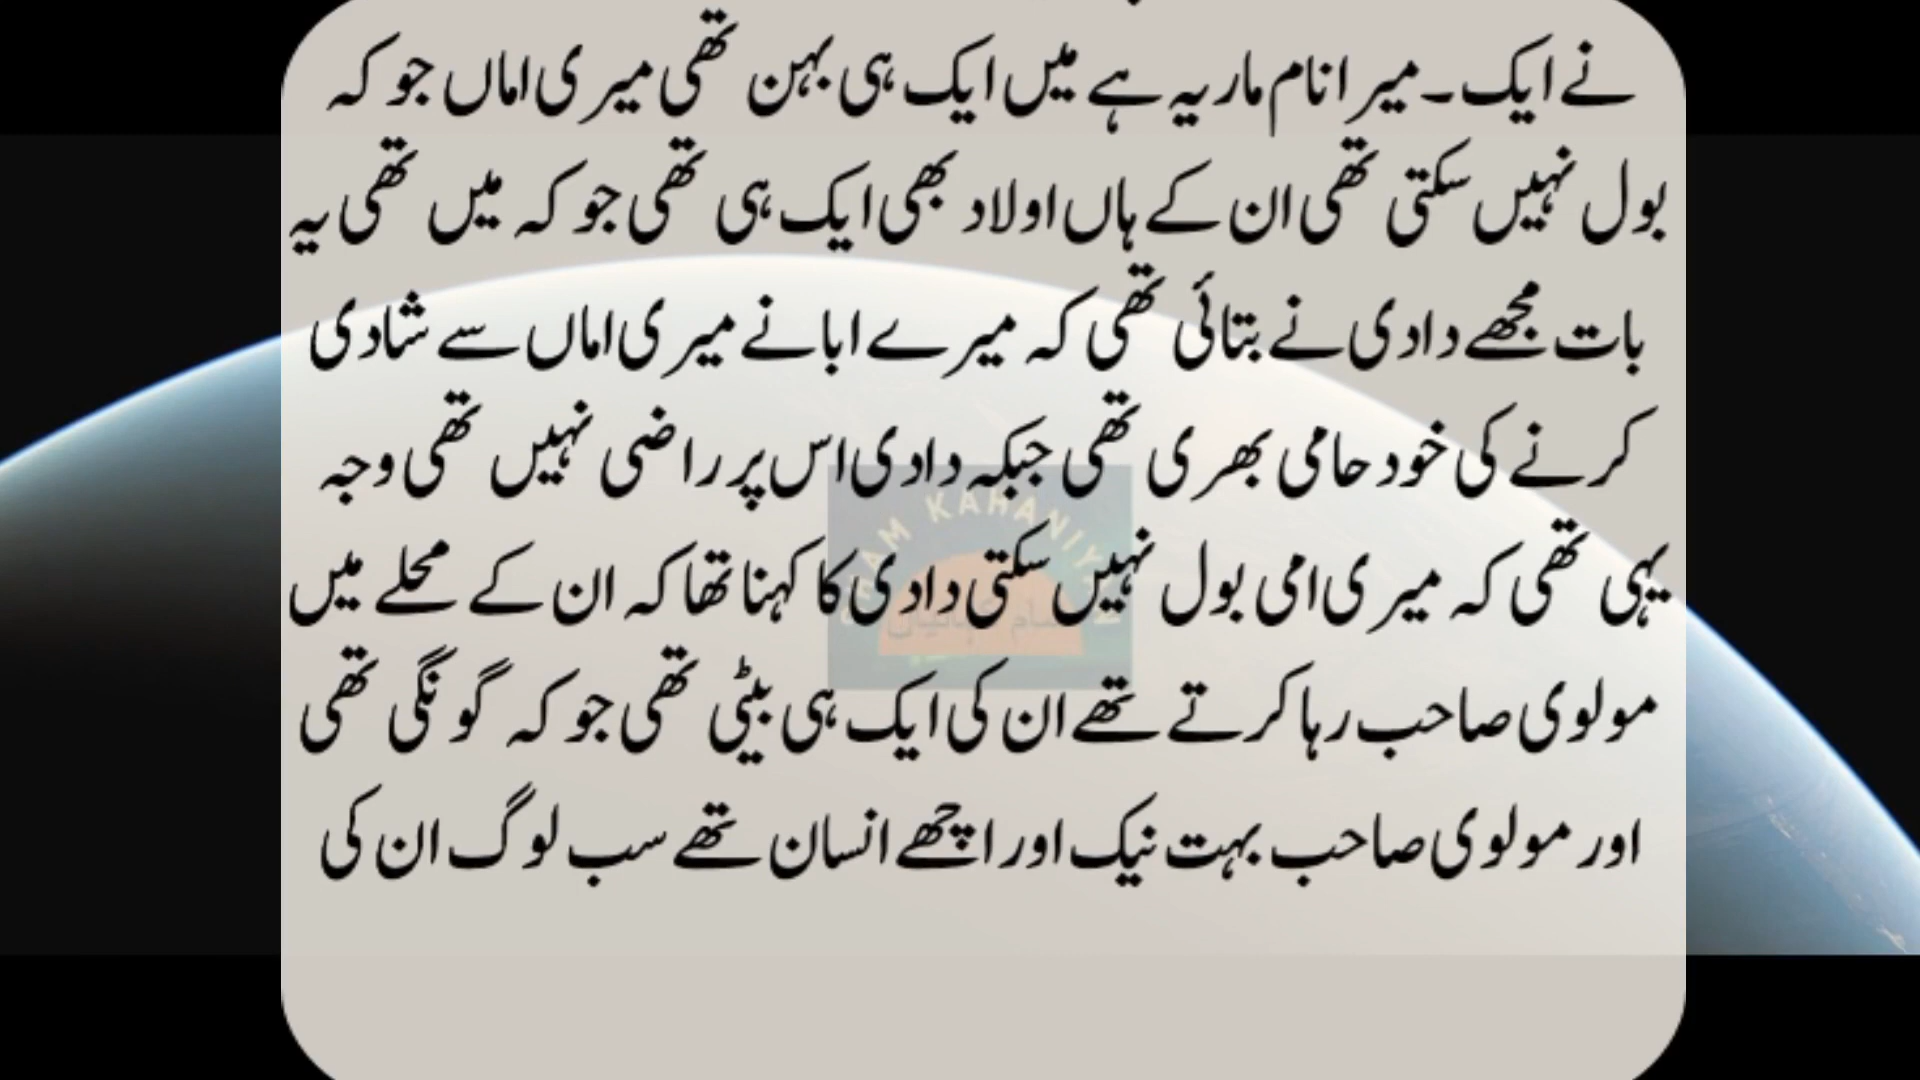 نے ایک ۔ میرا نام ماریہ ہے میں ایک ہی بہن تھی میری اماں جو کہ
بول نہیں سکتی تھی ان کے ہاں اولاد بھی ایک ہی تھی جو کہ میں تھی یہ
بات مجھے دادی نے بتائی تھی کہ میرے ابا نے میری اماں سے شادی
کرنے کی خود حامی بھری تھی جبکہ دادی اس پر راضی نہیں تھی وجہ
یہی تھی کہ میری امی بول نہیں سکتی دادی کا کہنا تھا کہ ان کے محلے میں
مولوی صاحب رہا کرتے تھے ان کی ایک ہی بیٹی تھی جو کہ گونگی تھی
اور مولوی صاحب بہت نیک اور اچھے انسان تھے سب لوگ ان کی